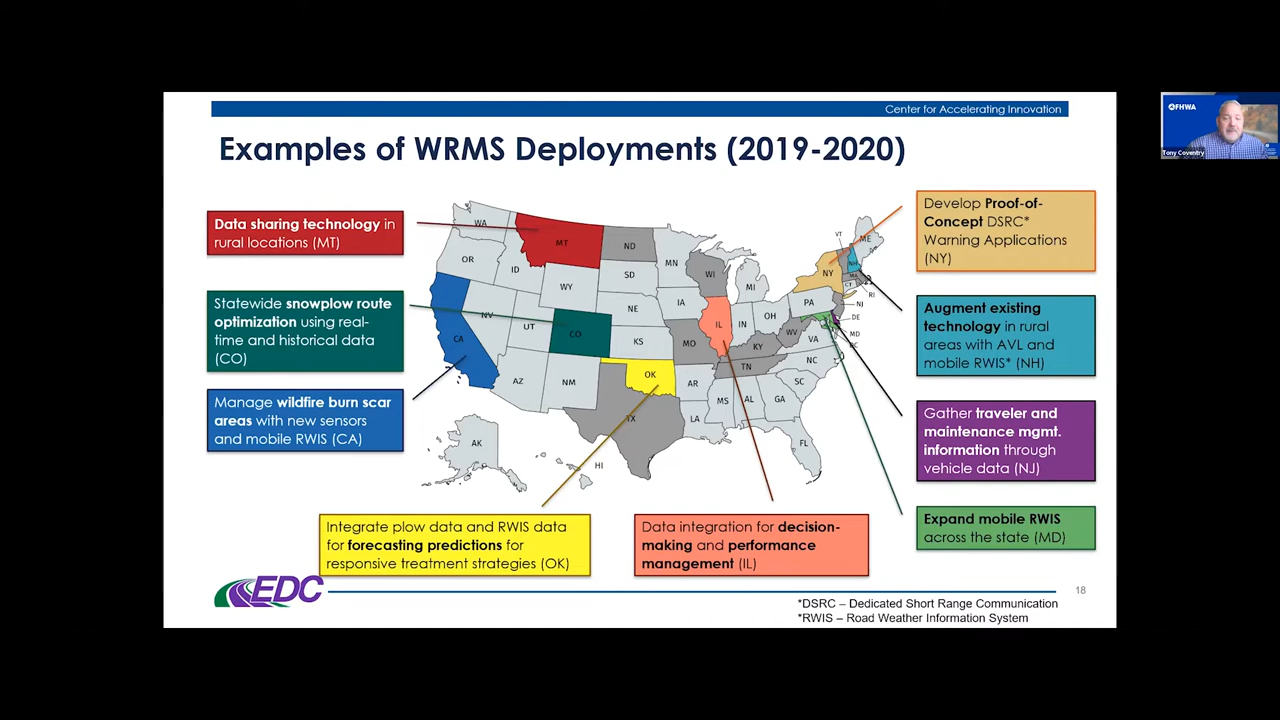 Center for Accelerating Innovation
Examples of WRMS Deployments (2019-2020)
Data sharing technology in
rural locations (MT)
Statewide snowplow route
optimization using real-
time and historical data
(CO)
Manage wildfire burn scar
areas with new sensors
and mobile RWIS (CA)
Integrate plow data and RWIS data
for forecasting predictions for
responsive treatment strategies (OK)
Data integration for decision-
making and performance
management (IL)
Develop Proof-of-
Concept DSRC*
Warning Applications
(NY)
Augment existing
technology in rural
areas with AVL and
mobile RWIS* (NH)
Gather traveler and
maintenance mgmt.
information through
vehicle data (NJ)
Expand mobile RWIS
across the state (MD)
WA
OR
CA
NV
ID
MT
WY
UT
CO
AZ
NM
ND
SD
NE
KS
OK
TX
MN
IA
MO
AR
LA
WI
IL
MI
IN
OH
KY
TN
MS
AL
GA
FL
SC
NC
VA
WV
PA
NY
VT
NH
ME
MA
CT
RI
NJ
DE
MD
AK
HI
EDC
18
*DSRC – Dedicated Short Range Communication
*RWIS – Road Weather Information System
FHWA
Tony Coventry